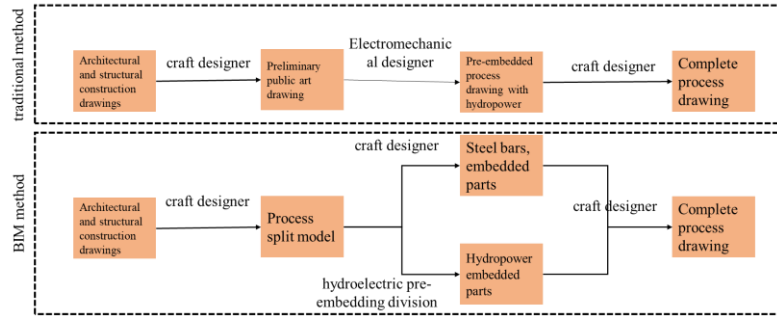 traditional method
Architectural
and structural
construction
drawings
craft designer
Preliminary
public art
drawing
Electromechanic
al designer
Pre-embedded
process
drawing with
hydropower
craft designer
Complete
process
drawing
BIM method
Architectural
and structural
construction
drawings
craft designer
Process
split model
craft designer
Steel bars,
embedded
parts
hydroelectric pre-
embedding division
Hydropower
embedded
parts
craft designer
Complete
process
drawing